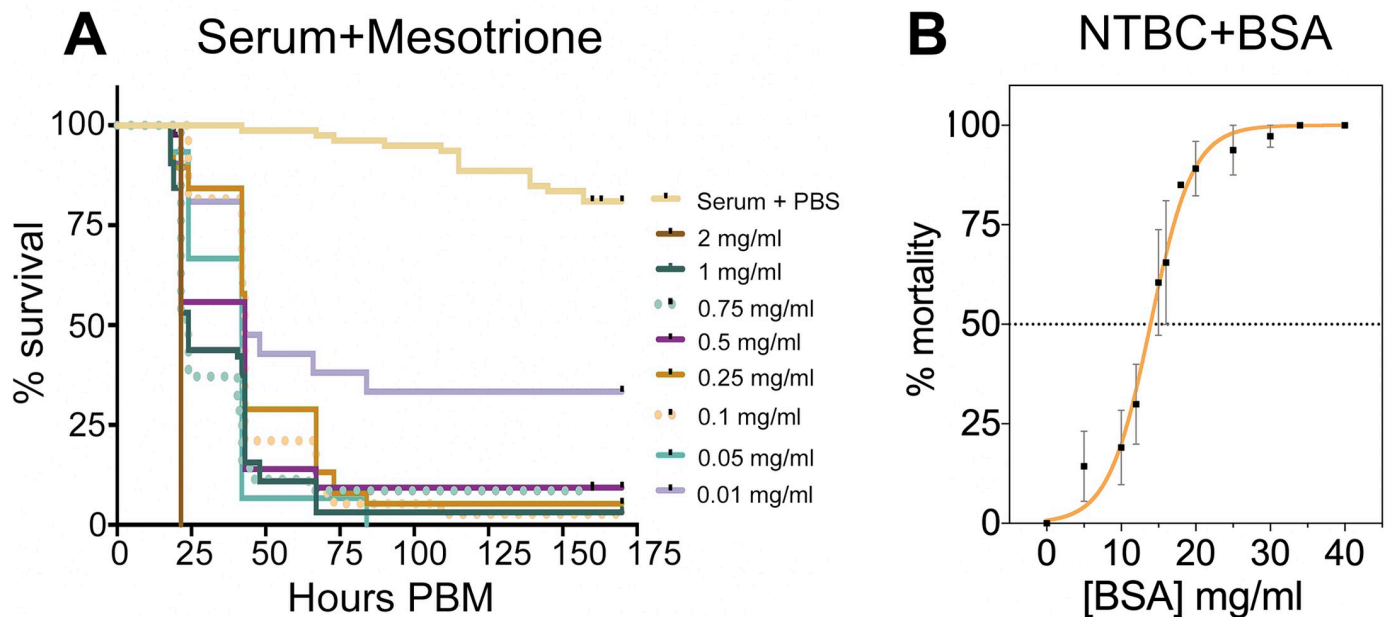 A Serum+Mesotrione
100
75
50
25
0
% survival
0 25 50 75 100 125 150 175
Hours PBM
Serum + PBS
2 mg/ml
1 mg/ml
0.75 mg/ml
0.5 mg/ml
0.25 mg/ml
0.1 mg/ml
0.05 mg/ml
0.01 mg/ml
B NTBC+BSA
100
75
50
25
0
% mortality
0 10 20 30 40
[BSA] mg/ml